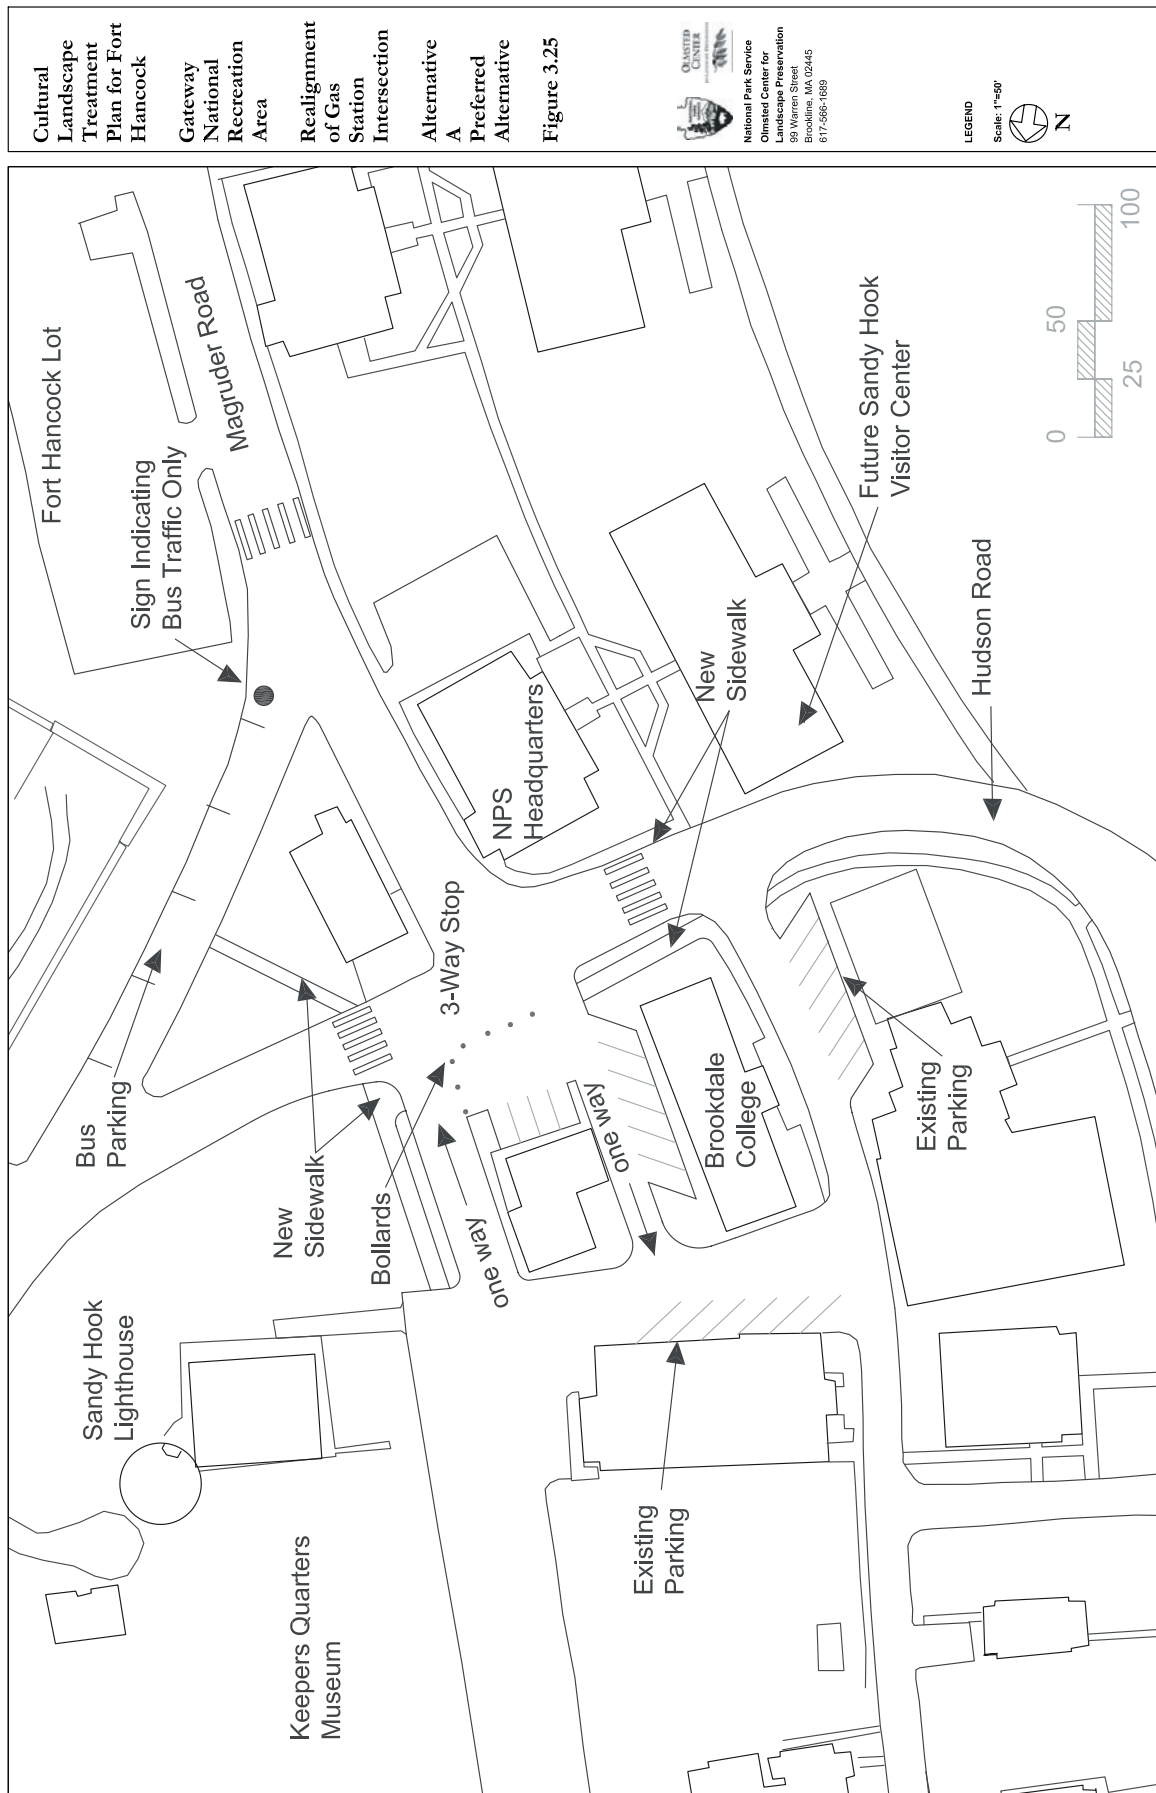 Cultural
Landscape
Treatment
Plan for Fort
Hancock
Gateway
National
Recreation
Area
Realignment
of Gas
Station
Intersection
Alternative
A
Preferred
Alternative
Figure 3.25
OLMSTED
CENTER
National Park Service
Olmsted Center for
Landscape Preservation
99 Warren Street
Brookline, MA 02445
617-566-1689
LEGEND
Scale: 1"=50'
N
Fort Hancock Lot
Magruder Road
Sign Indicating
Bus Traffic Only
Bus
Parking
New
Sidewalk
Bollards
3-Way Stop
NPS
Headquarters
New
Sidewalk
Future Sandy Hook
Visitor Center
Hudson Road
Sandy Hook
Lighthouse
one way
one way
Brookdale
College
Existing
Parking
Existing
Parking
Keepers Quarters
Museum
0
25
50
100